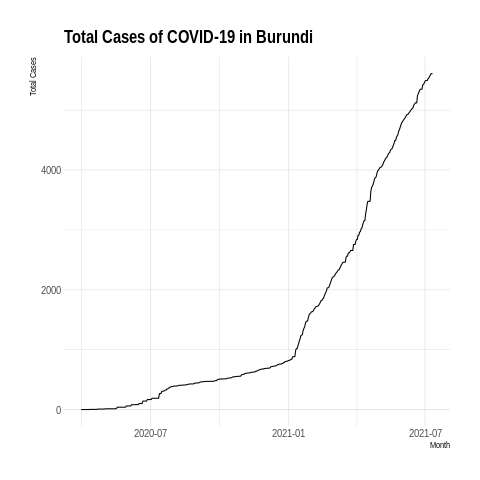 Total Cases of COVID-19 in Burundi
Total Cases
4000
2000
0
2020-07
2021-01
2021-07
Month